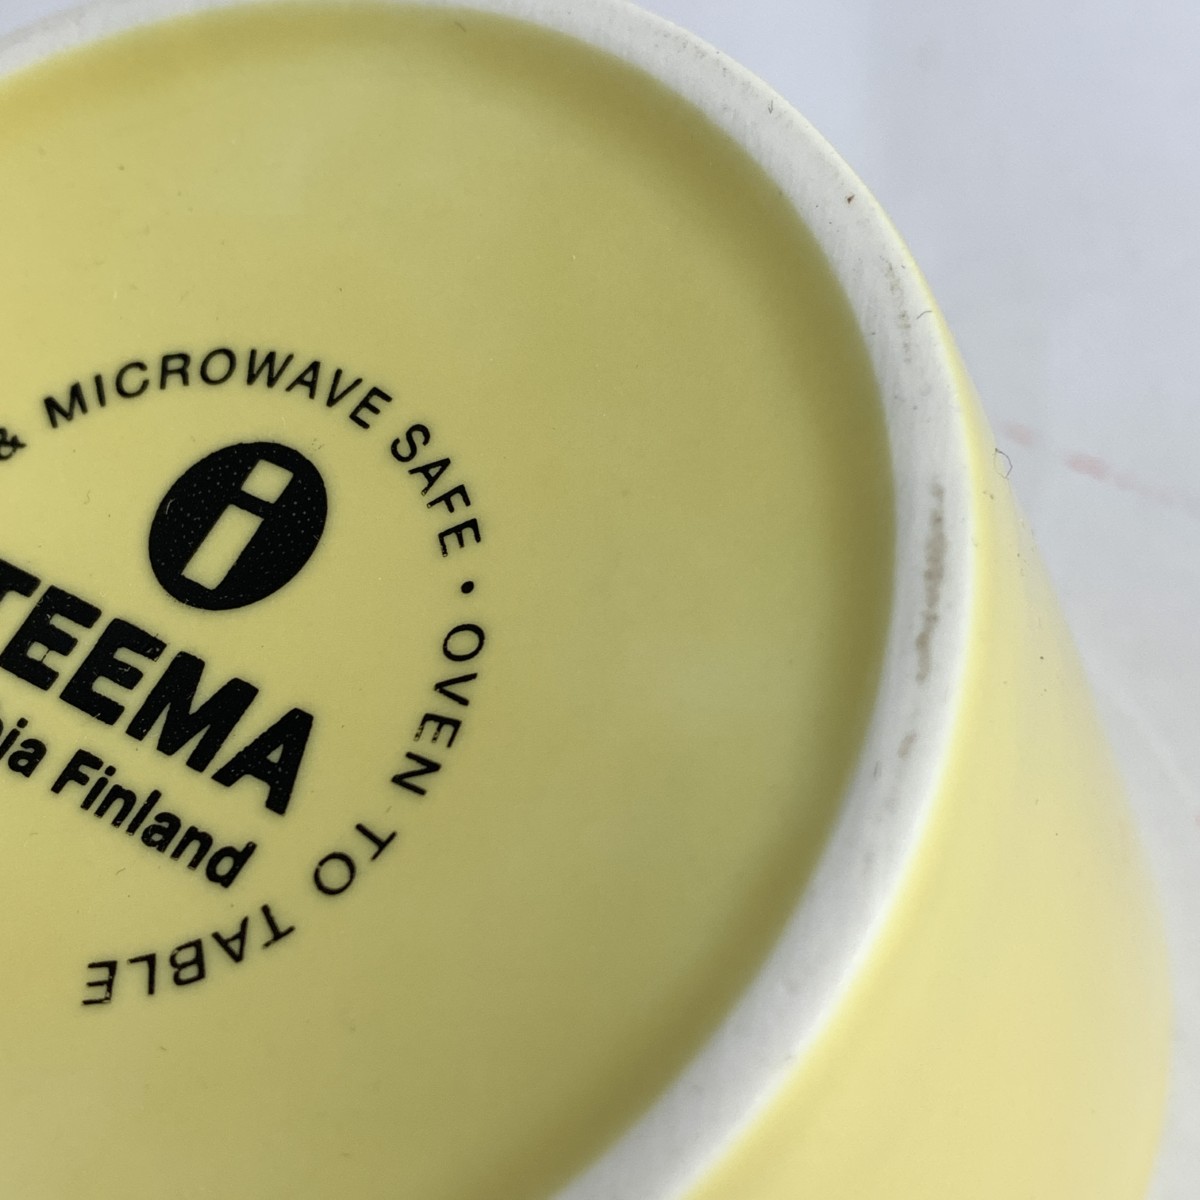 & MICROWAVE SAFE • OVEN TO TABLE
i
TEEMA
Finland